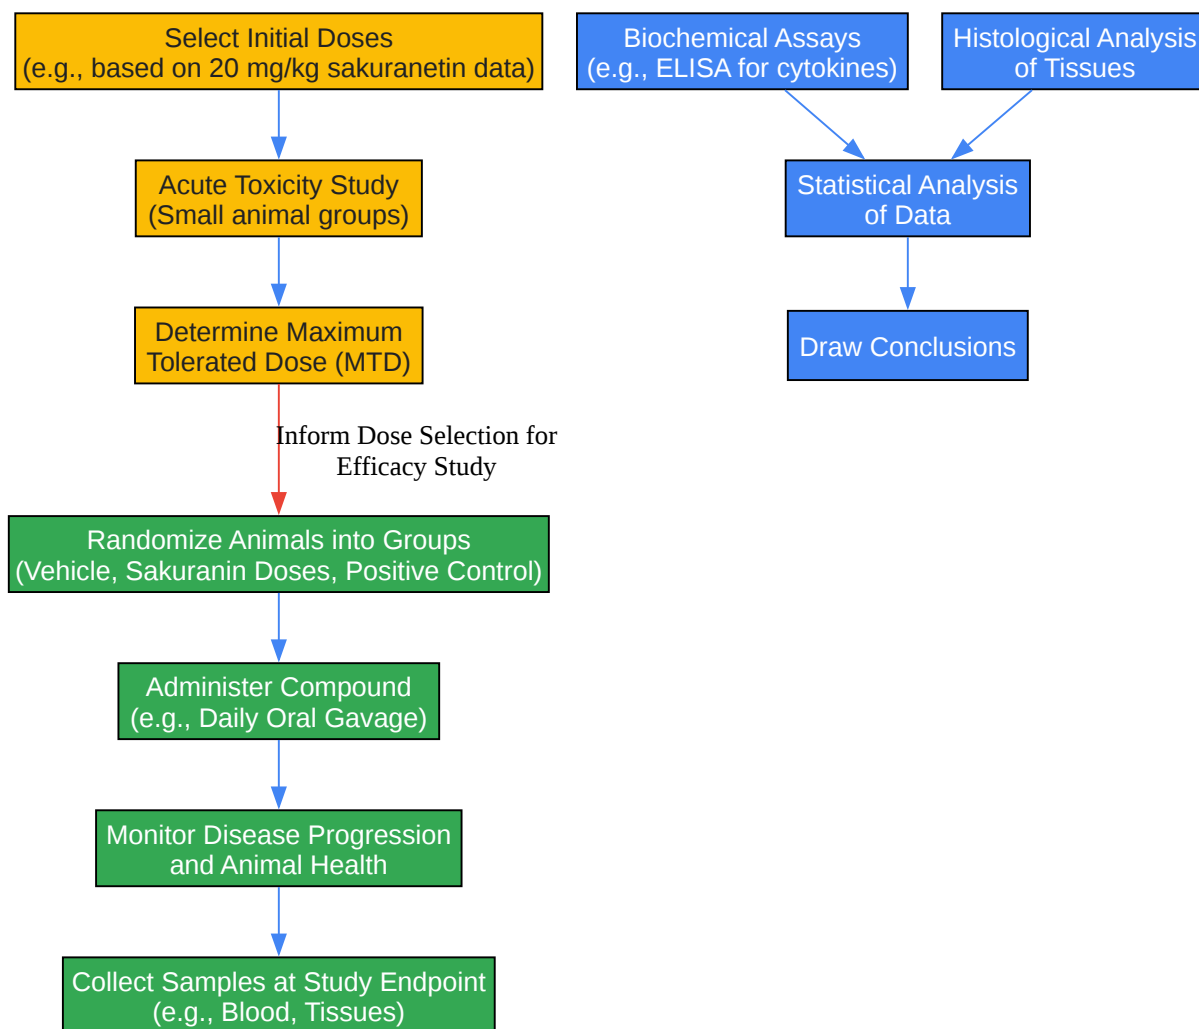 Select Initial Doses
(e.g., based on 20 mg/kg sakuranetin data)
Acute Toxicity Study
(Small animal groups)
Determine Maximum
Tolerated Dose (MTD)
Inform Dose Selection for
Efficacy Study
Randomize Animals into Groups
(Vehicle, Sakuranin Doses, Positive Control)
Administer Compound
(e.g., Daily Oral Gavage)
Monitor Disease Progression
and Animal Health
Collect Samples at Study Endpoint
(e.g., Blood, Tissues)
Biochemical Assays
(e.g., ELISA for cytokines)
Histological Analysis
of Tissues
Statistical Analysis
of Data
Draw Conclusions